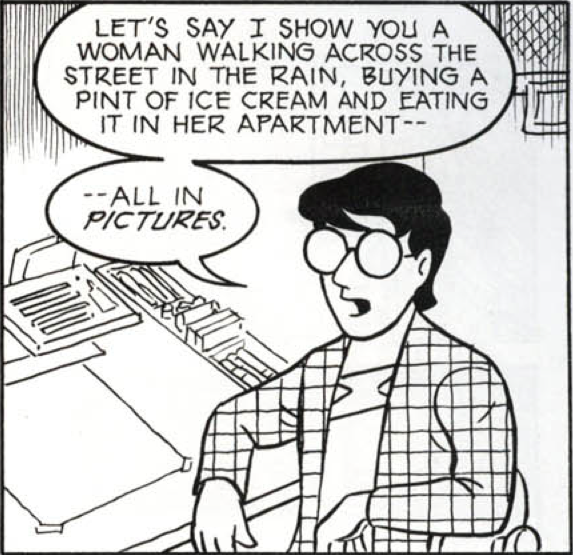 LET'S SAY I SHOW YOU A
WOMAN WALKING ACROSS THE
STREET IN THE RAIN, BUYING A
PINT OF ICE CREAM AND EATING
IT IN HER APARTMENT--
--ALL IN
PICTURES.